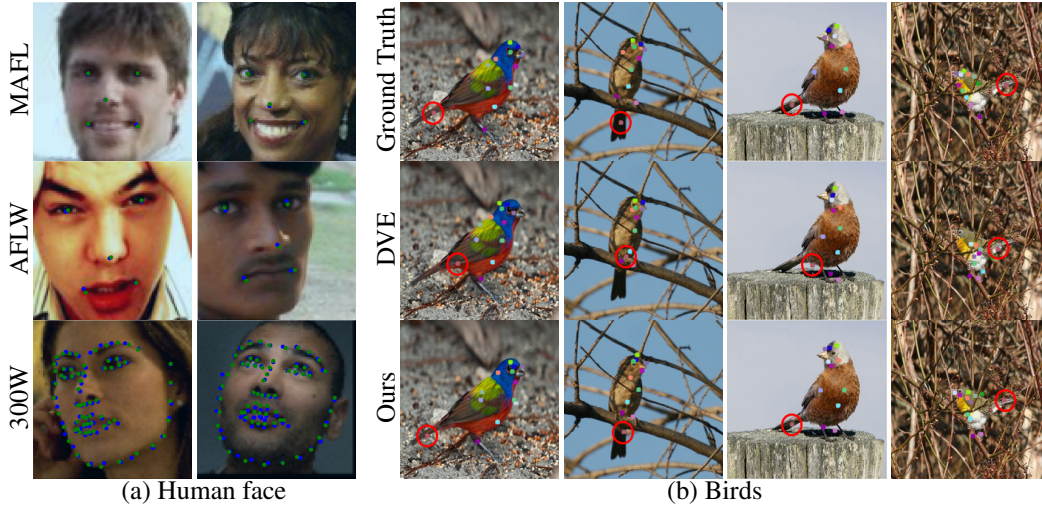 MAFL
AFLW
300W
(a) Human face
Ground Truth
DVE
Ours
(b) Birds